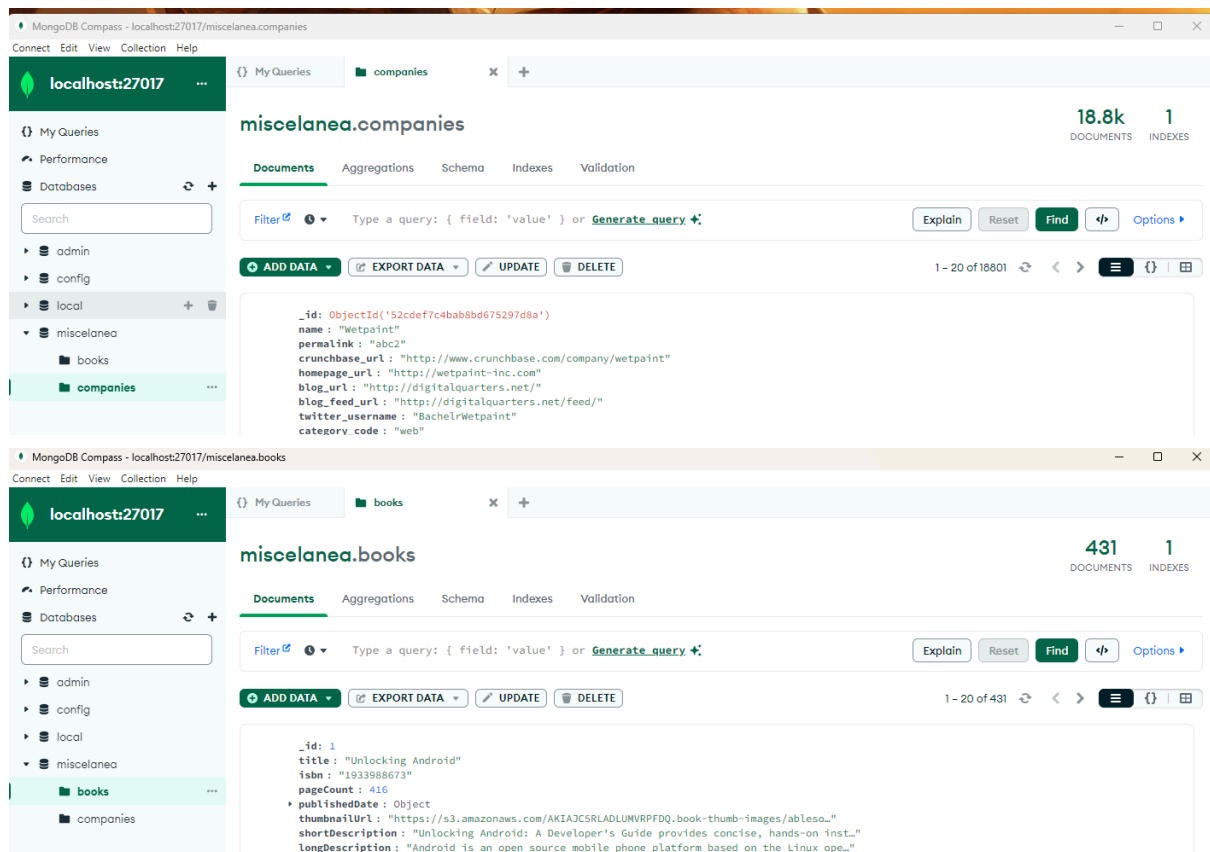 MongoDB Compass - localhost:27017/miscelanea.companies
Connect Edit View Collection Help
localhost:27017 ...
{} My Queries
companies
{} My Queries
Performance
Databases
Search
admin
config
local
miscelanea
books
companies ...
miscelanea.companies
18.8k 1
DOCUMENTS INDEXES
Documents Aggregations Schema Indexes Validation
Filter Type a query: { field: 'value' } or Generate query Explain Reset Find </> Options
ADD DATA EXPORT DATA UPDATE DELETE 1 – 20 of 18801 {}
_id: ObjectId('52cdef7c4bab8bd675297d8a')
name : "Wetpaint"
permalink : "abc2"
crunchbase_url : "http://www.crunchbase.com/company/wetpaint"
homepage_url : "http://wetpaint-inc.com"
blog_url : "http://digitalquarters.net/"
blog_feed_url : "http://digitalquarters.net/feed/"
twitter_username : "BachelrWetpaint"
category_code : "web"
MongoDB Compass - localhost:27017/miscelanea.books
Connect Edit View Collection Help
localhost:27017 ...
{} My Queries
books
{} My Queries
Performance
Databases
Search
admin
config
local
miscelanea
books ...
companies
miscelanea.books
431 1
DOCUMENTS INDEXES
Documents Aggregations Schema Indexes Validation
Filter Type a query: { field: 'value' } or Generate query Explain Reset Find </> Options
ADD DATA EXPORT DATA UPDATE DELETE 1 – 20 of 431 {}
_id: 1
title : "Unlocking Android"
isbn : "1933988673"
pageCount : 416
publishedDate : Object
thumbnailUrl : "https://s3.amazonaws.com/AKIAJC5RLADLUMVRPFDQ.book-thumb-images/ableso…"
shortDescription : "Unlocking Android: A Developer's Guide provides concise, hands-on inst…"
longDescription : "Android is an open source mobile phone platform based on the Linux ope…"